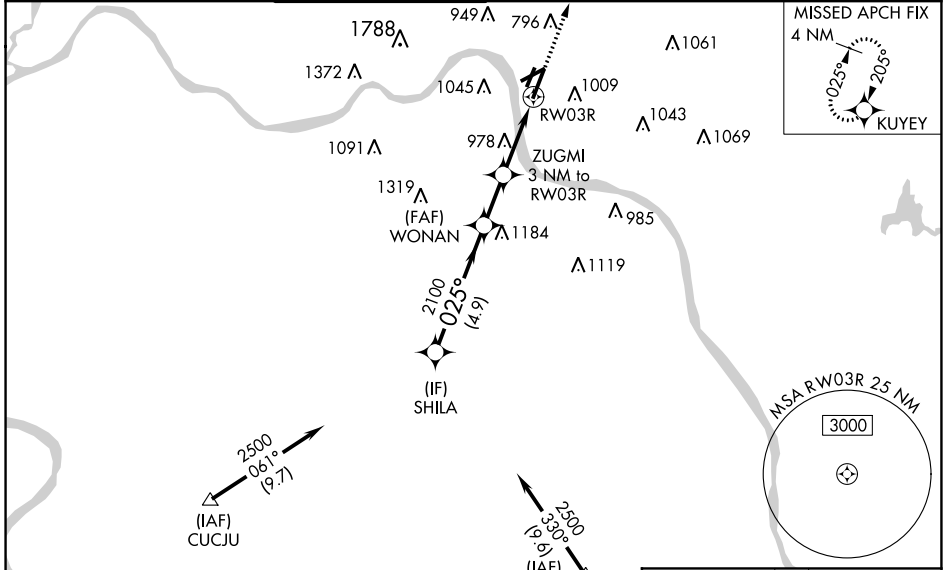 949
796
1788
1061
MISSED APCH FIX
4 NM
025°
205°
KUYEY
1372
1045
1009
RW03R
1043
1069
1091
978
ZUGMI
3 NM to
RW03R
1319
(FAF)
WONAN
985
1184
1119
2100
025°
(4.9)
(IF)
SHILA
MSA RW03R 25 NM
3000
2500
061°
(9.7)
(IAF)
CUCJU
2500
330°
(9.6)
(IAF)